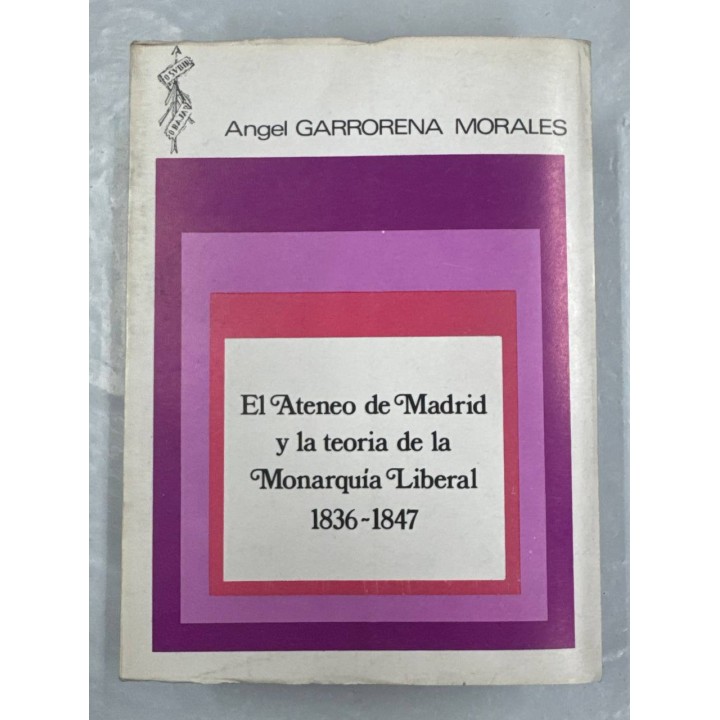 Angel GARRORENA MORALES
El Ateneo de Madrid
y la teoria de la
Monarquía Liberal
1836-1847